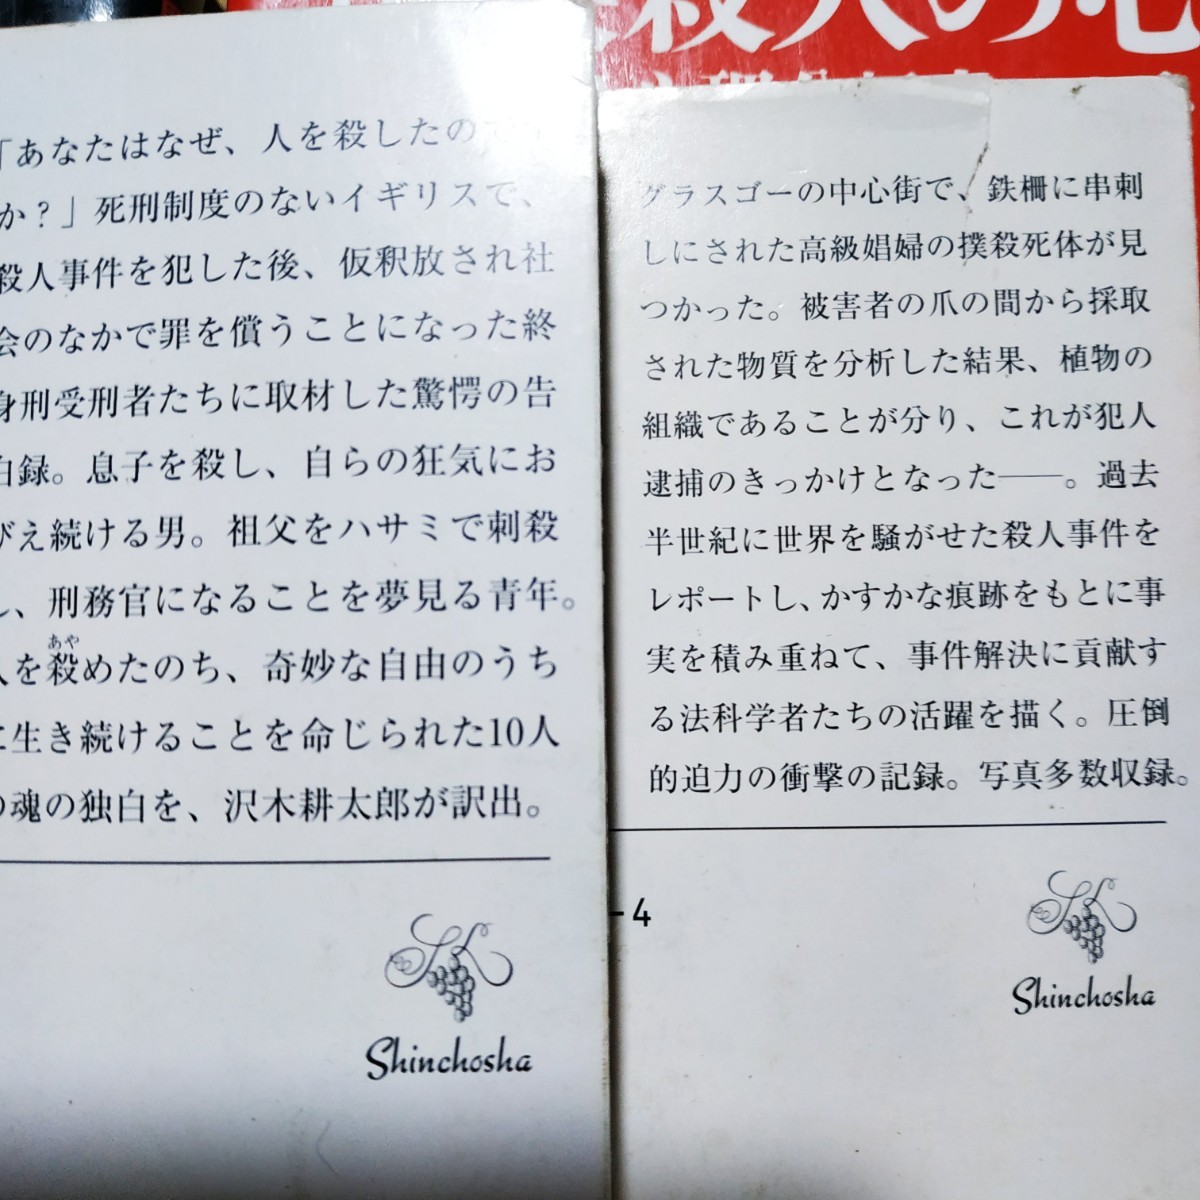 殺人の心
「あなたはなぜ、人を殺したの
か？」死刑制度のないイギリスで、
殺人事件を犯した後、仮釈放され社
会のなかで罪を償うことになった終
身刑受刑者たちに取材した驚愕の告
白録。息子を殺し、自らの狂気にお
びえ続ける男。祖父をハサミで刺殺
し、刑務官になることを夢見る青年。
人を殺めたのち、奇妙な自由のうち
あや
に生き続けることを命じられた10人
の魂の独白を、沢木耕太郎が訳出。
Shinchosha
グラスゴーの中心街で、鉄柵に串刺
しにされた高級娼婦の撲殺死体が見
つかった。被害者の爪の間から採取
された物質を分析した結果、植物の
組織であることが分り、これが犯人
逮捕のきっかけとなった――。過去
半世紀に世界を騒がせた殺人事件を
レポートし、かすかな痕跡をもとに事
実を積み重ねて、事件解決に貢献す
る法科学者たちの活躍を描く。圧倒
的迫力の衝撃の記録。写真多数収録。
-4
Shinchosha